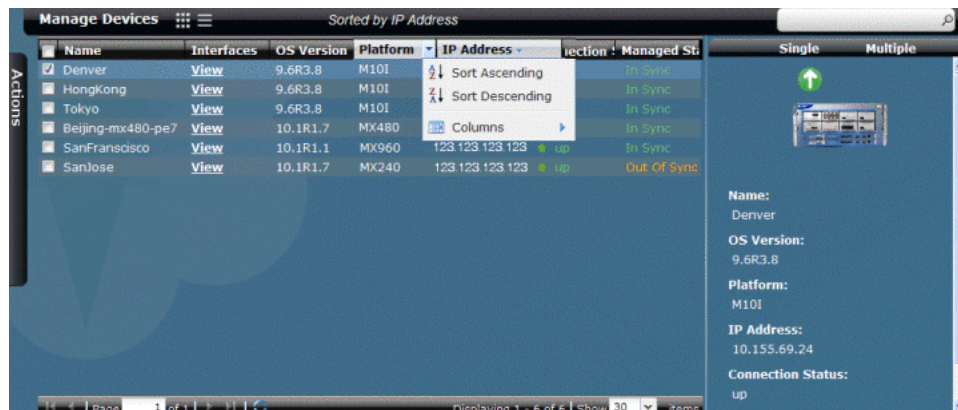 Manage Devices Sorted by IP Address
Name Interfaces OS Version Platform IP Address Managed
Denver View 9.6R3.8 M10I In Sync
HongKong View 9.6R3.8 M10I In Sync
Tokyo View 9.6R3.8 M10I In Sync
Beijing-mx480-pe7 View 10.1R1.7 MX480 In Sync
SanFranscisco View 10.1R1.1 MX960 123.123.123.123 up In Sync
SanJose View 10.1R1.7 MX240 123.123.123.123 up Out Of Sync
Sort Ascending
Sort Descending
Columns
Actions
Single Multiple
Name:
Denver
OS Version:
9.6R3.8
Platform:
M10I
IP Address:
10.155.69.24
Connection Status:
up
Page 1 of 1 Displaying 1 - 6 of 6 Show 30 items